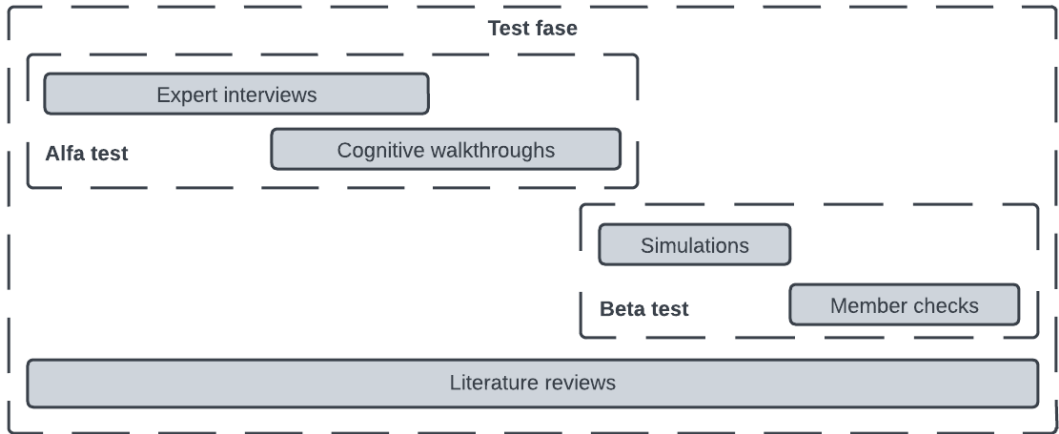 Test fase
Expert interviews
Cognitive walkthroughs
Alfa test
Simulations
Member checks
Beta test
Literature reviews